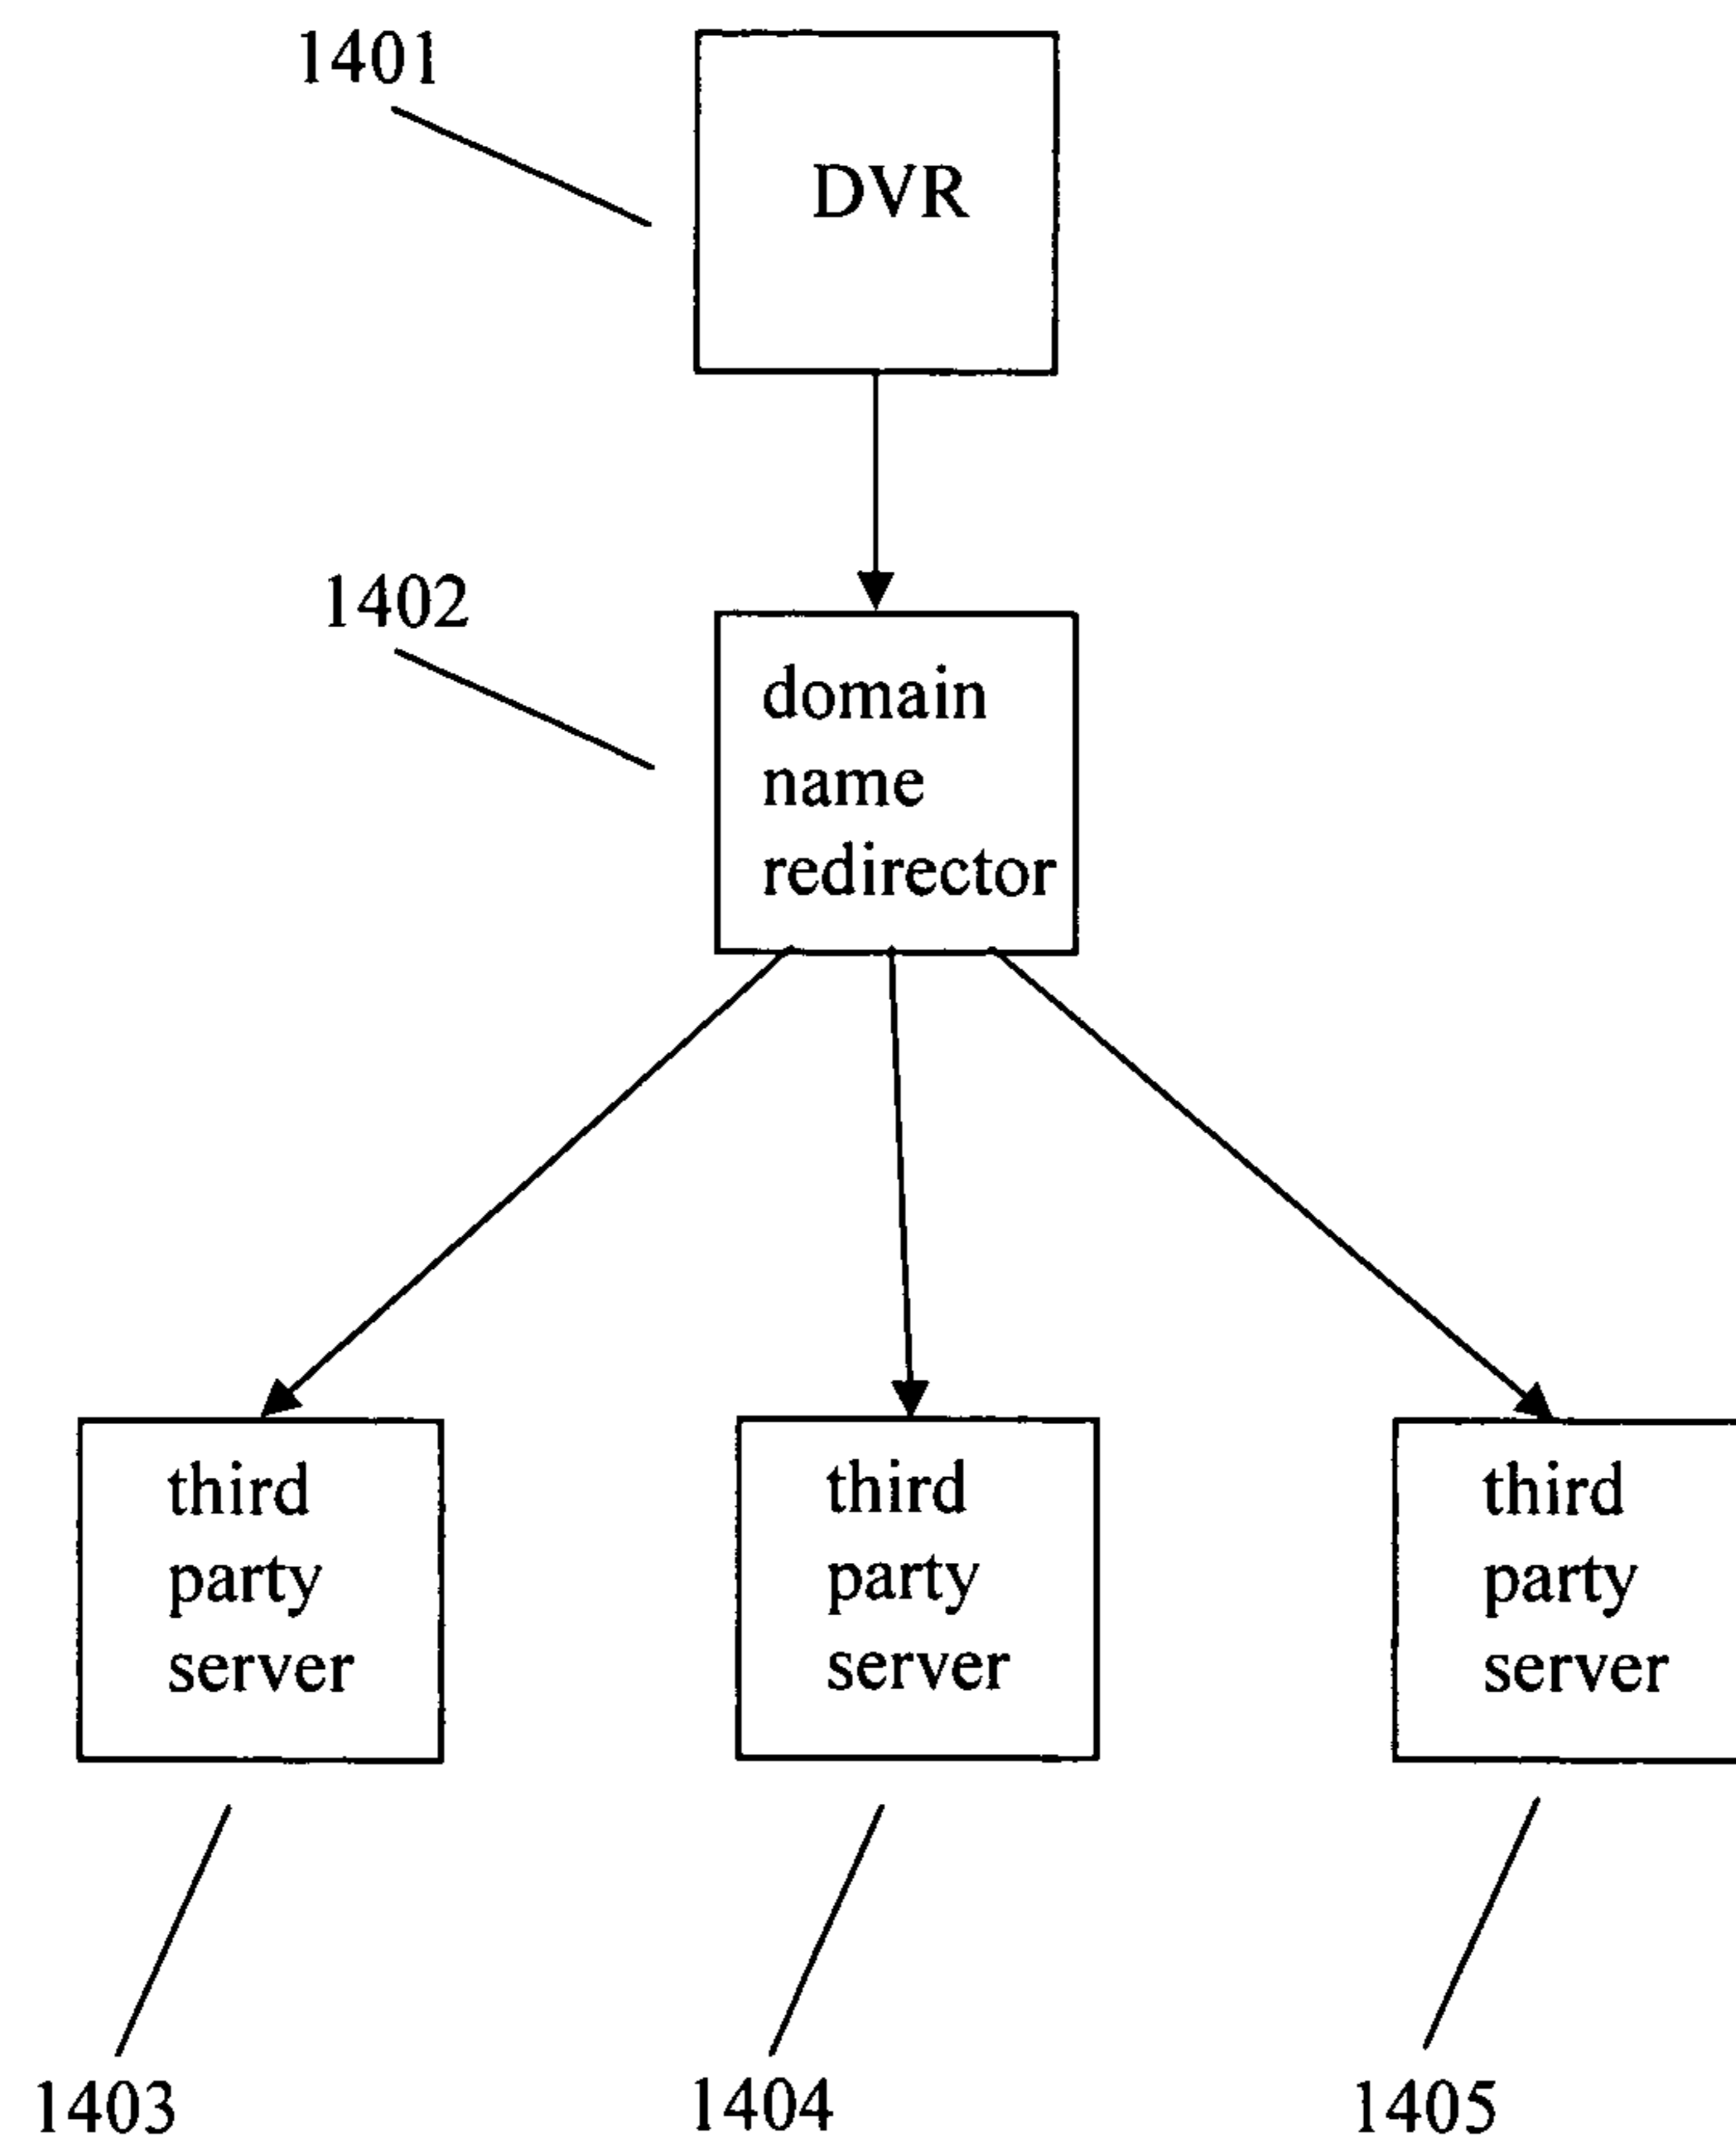 1401
DVR
1402
domain
name
redirector
third
party
server
third
party
server
third
party
server
1403
1404
1405